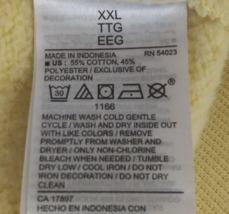 XXL
TTG
EEG
MADE IN INDONESIA RN 54023
■ US : 55% COTTON, 45%
POLYESTER / EXCLUSIVE OF
DECORATION
30
1166
MACHINE WASH COLD GENTLE
CYCLE / WASH AND DRY INSIDE OUT
WITH LIKE COLORS / REMOVE
PROMPTLY FROM WASHER AND
DRYER / ONLY NON-CHLORINE
BLEACH WHEN NEEDED / TUMBLE
DRY LOW / COOL IRON / DO NOT
IRON DECORATION / DO NOT DRY
CLEAN
CA 17897
HECHO EN INDONESIA CON